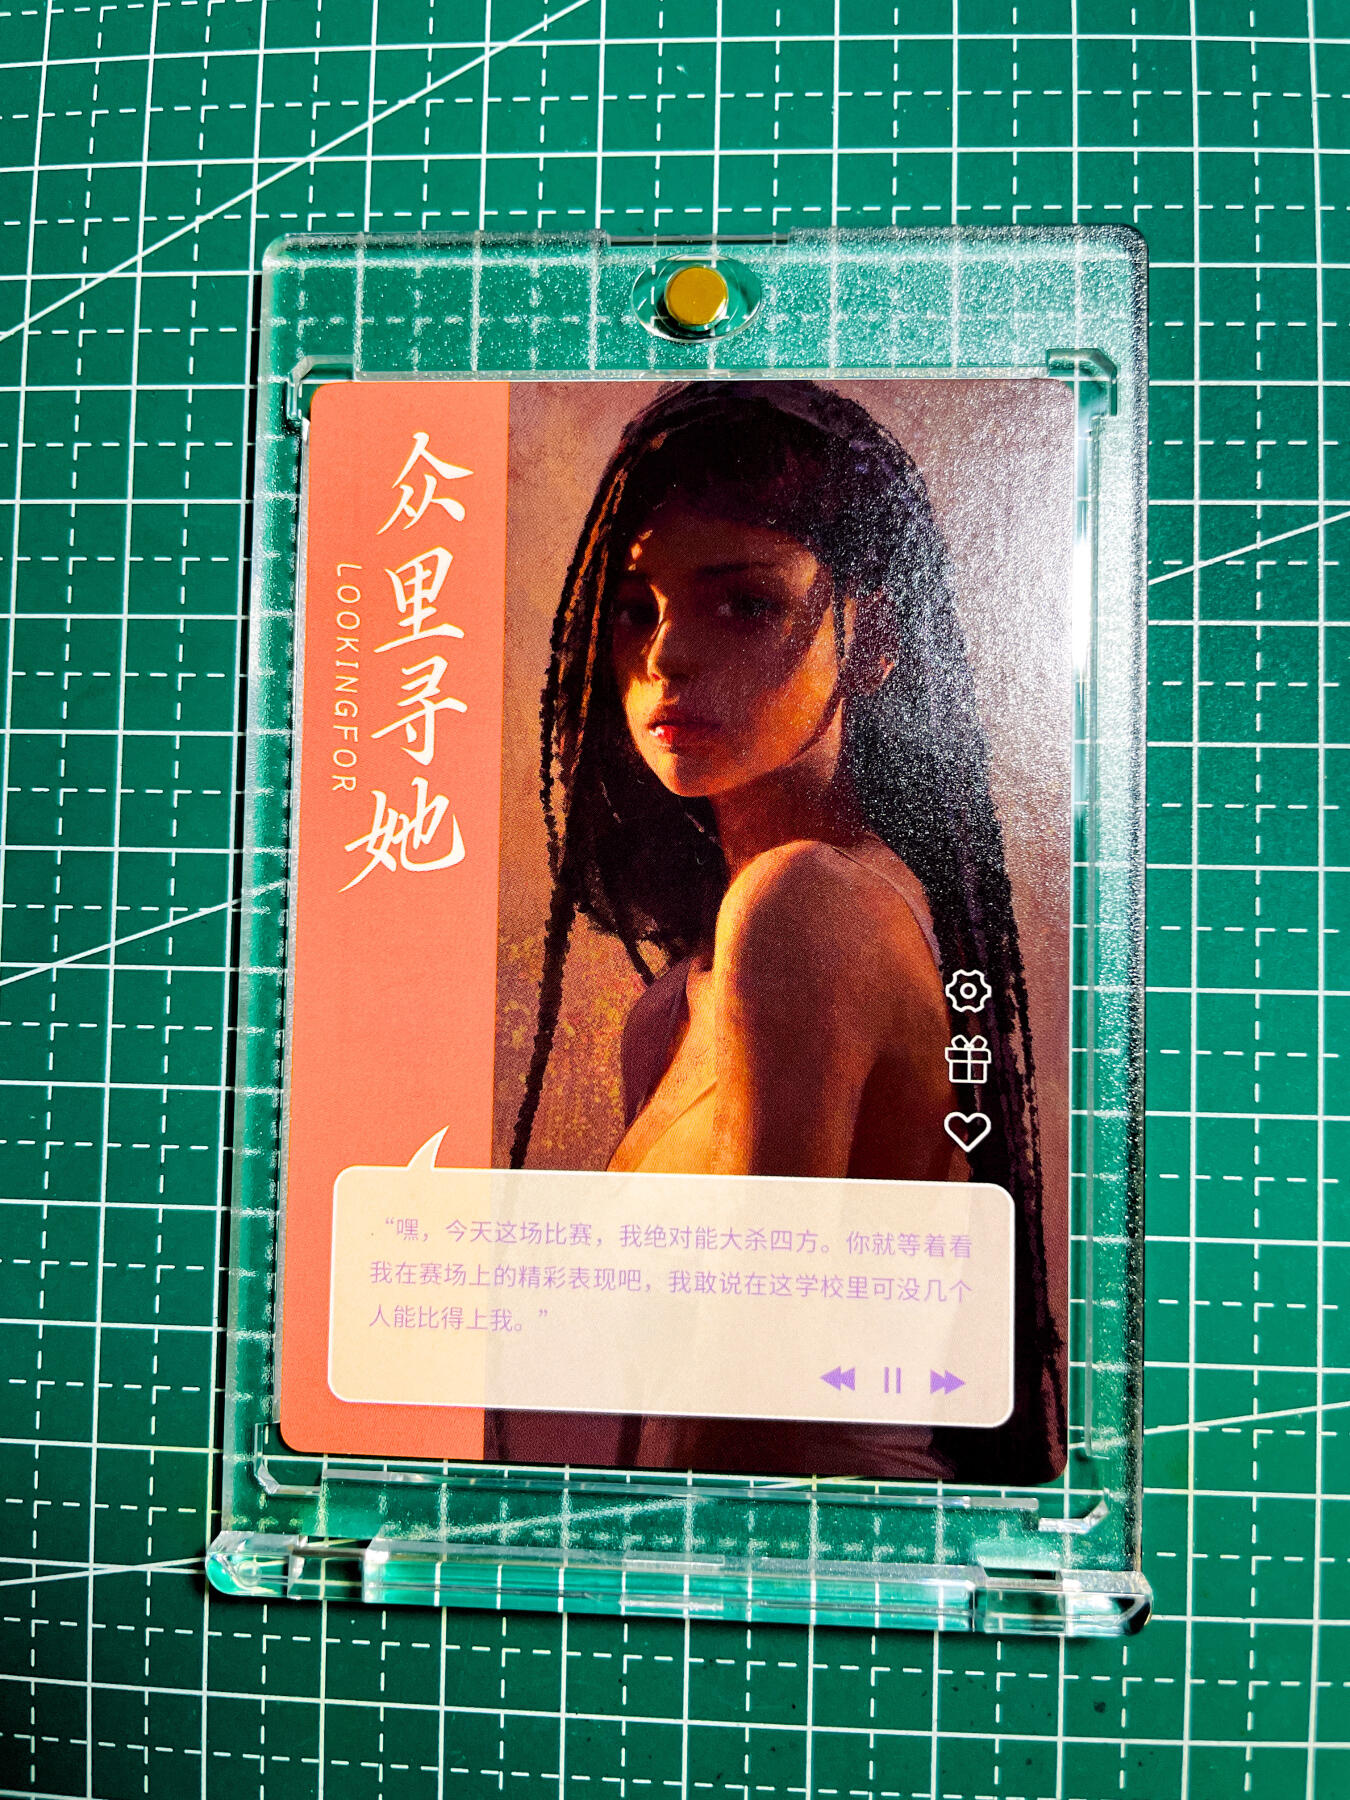 众里寻她
LOOKINGFOR
“嘿，今天这场比赛，我绝对能大杀四方。你就等着看
我在赛场上的精彩表现吧，我敢说在这学校里可没几个
人能比得上我。”